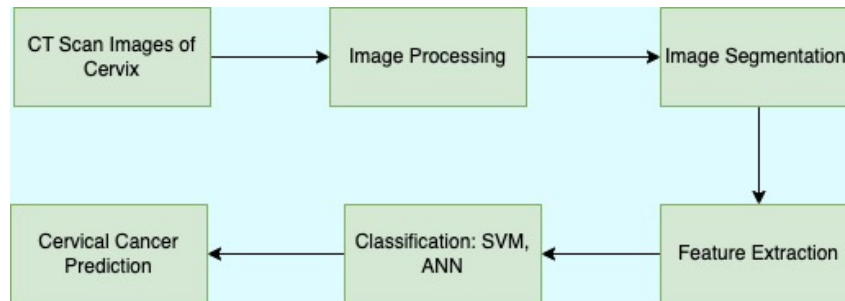 CT Scan Images of
Cervix
Image Processing
Image Segmentation
Feature Extraction
Classification: SVM,
ANN
Cervical Cancer
Prediction